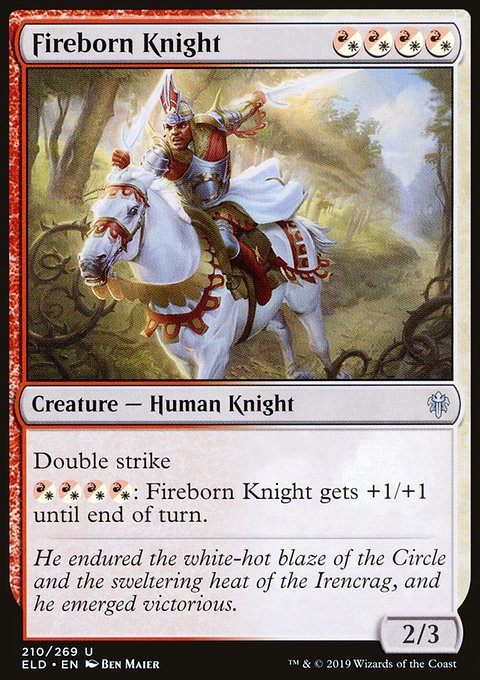 Fireborn Knight
Creature — Human Knight
Double strike
: Fireborn Knight gets +1/+1
until end of turn.
He endured the white-hot blaze of the Circle
and the sweltering heat of the Irencrag, and
he emerged victorious.
2/3
210/269 U
ELD • EN Ben Maier
™ & © 2019 Wizards of the Coast